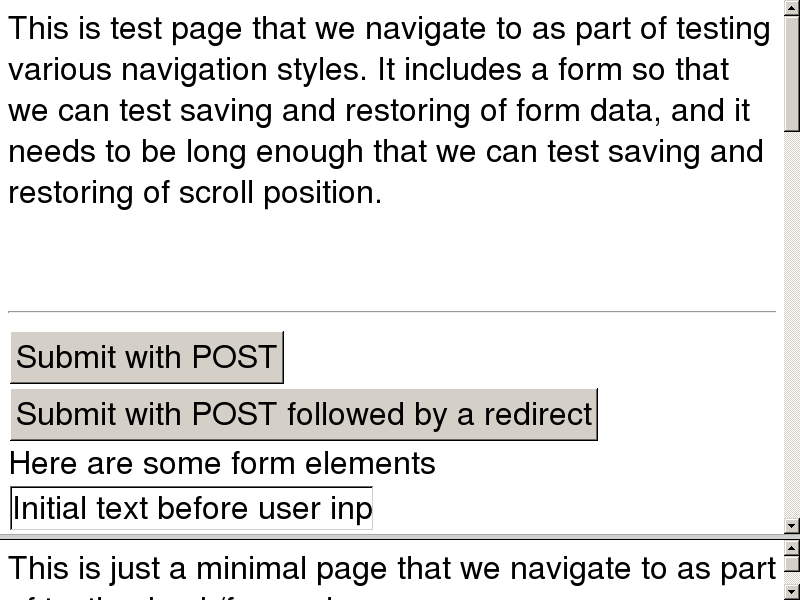 This is test page that we navigate to as part of testing
various navigation styles. It includes a form so that
we can test saving and restoring of form data, and it
needs to be long enough that we can test saving and
restoring of scroll position.
Submit with POST
Submit with POST followed by a redirect
Here are some form elements
Initial text before user inp
This is just a minimal page that we navigate to as part